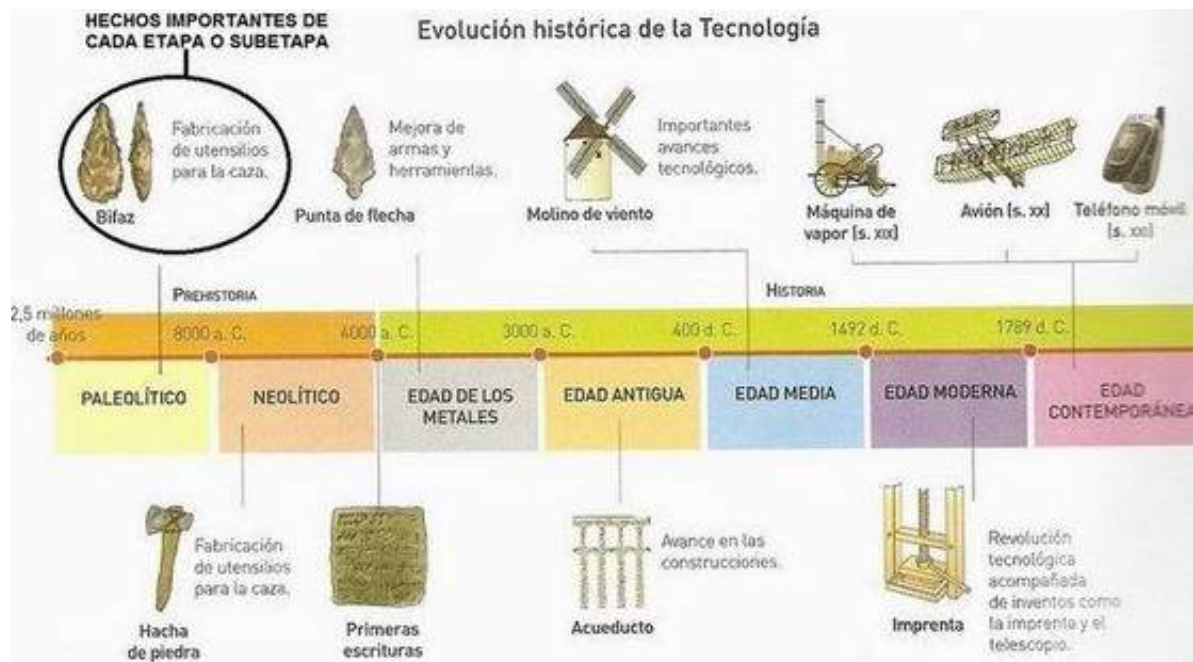 HECHOS IMPORTANTES DE
CADA ETAPA O SUBETAPA
Evolución histórica de la Tecnología
Fabricación
de utensilios
para la caza.
Bifaz
Mejora de
armas y
herramientas.
Punta de flecha
Importantes
avances
tecnológicos.
Molino de viento
Máquina de
vapor (s. XIX)
Avión (s. XX)
Teléfono móvil
(s. XXI)
PREHISTORIA
HISTORIA
2,5 millones
de años
8000 a. C.
4000 a. C.
3000 a. C.
400 d. C.
1492 d. C.
1789 d. C.
PALEOLÍTICO
NEOLÍTICO
EDAD DE LOS
METALES
EDAD ANTIGUA
EDAD MEDIA
EDAD MODERNA
EDAD
CONTEMPORÁNEA
Fabricación
de utensilios
para la caza.
Hacha
de piedra
Primeras
escrituras
Avance en las
construcciones.
Acueducto
Imprenta
Revolución
tecnológica
acompañada
de inventos como
la imprenta y el
telescopio.